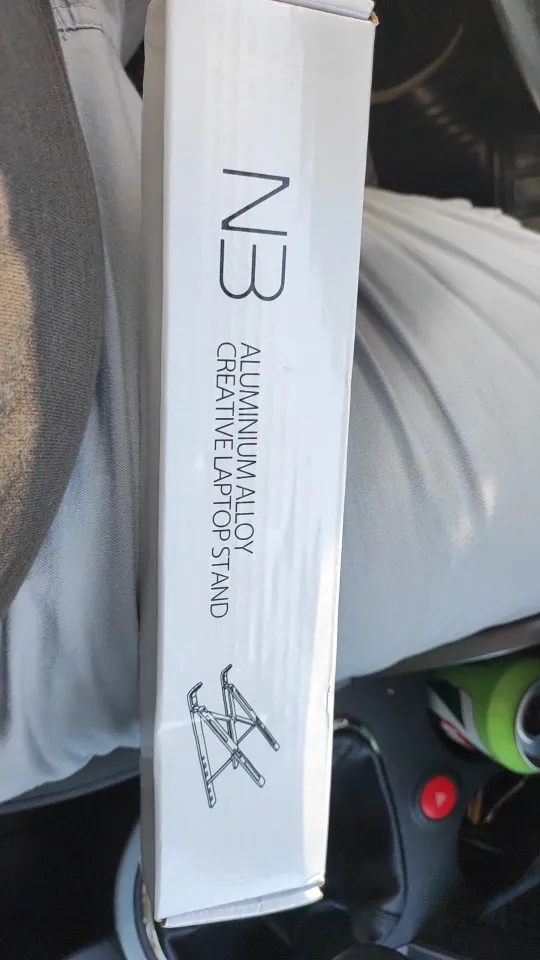 N3
ALUMINIUM ALLOY
CREATIVE LAPTOP STAND